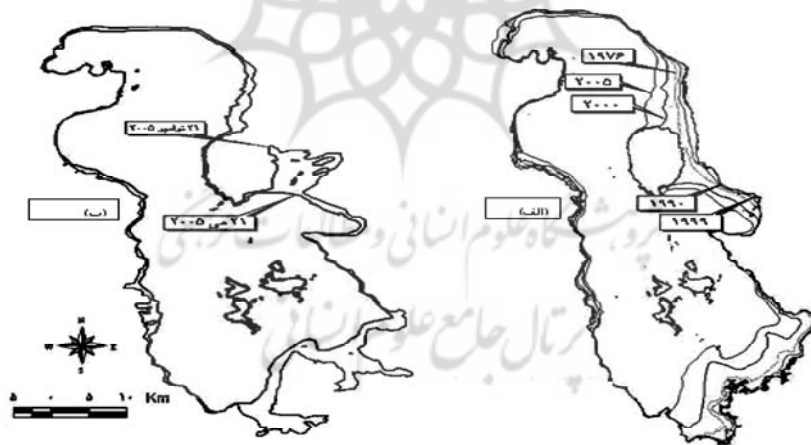 ۱۹۷۶
۲۰۰۵
۲۰۰۰
۱۹۹۰
۱۹۹۹
(الف)
۲۱ نوامبر ۲۰۰۵
۲۱ می ۲۰۰۵
(ب)
N
W E
S
۵ ۰ ۵ ۱۰ Km
پژوهشگاه علوم انسانی و مطالعات فرهنگی
پرتال جامع علوم انسانی